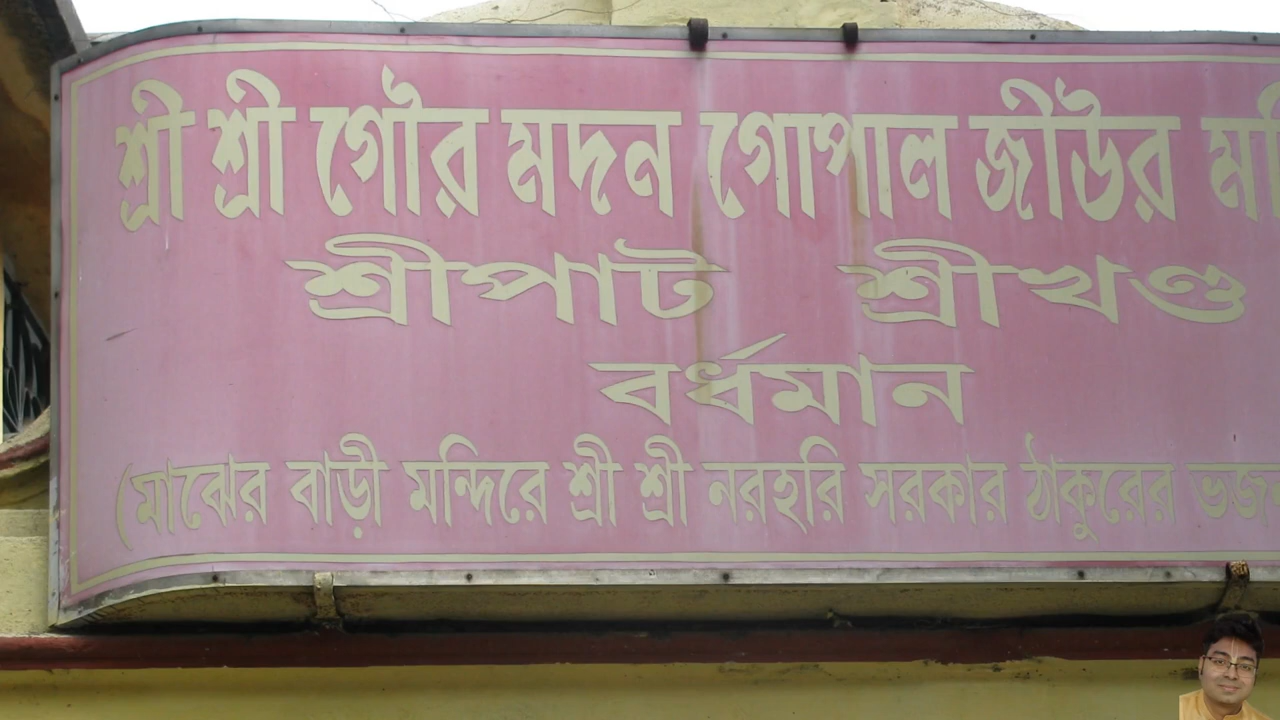 শ্রী শ্রী গৌর মদন গোপাল জীউর
শ্রীপাট শ্রীখণ্ড
বর্ধমান
(মাঝের বাড়ী মন্দিরে শ্রী শ্রী নরহরি সরকার ঠাকুরের